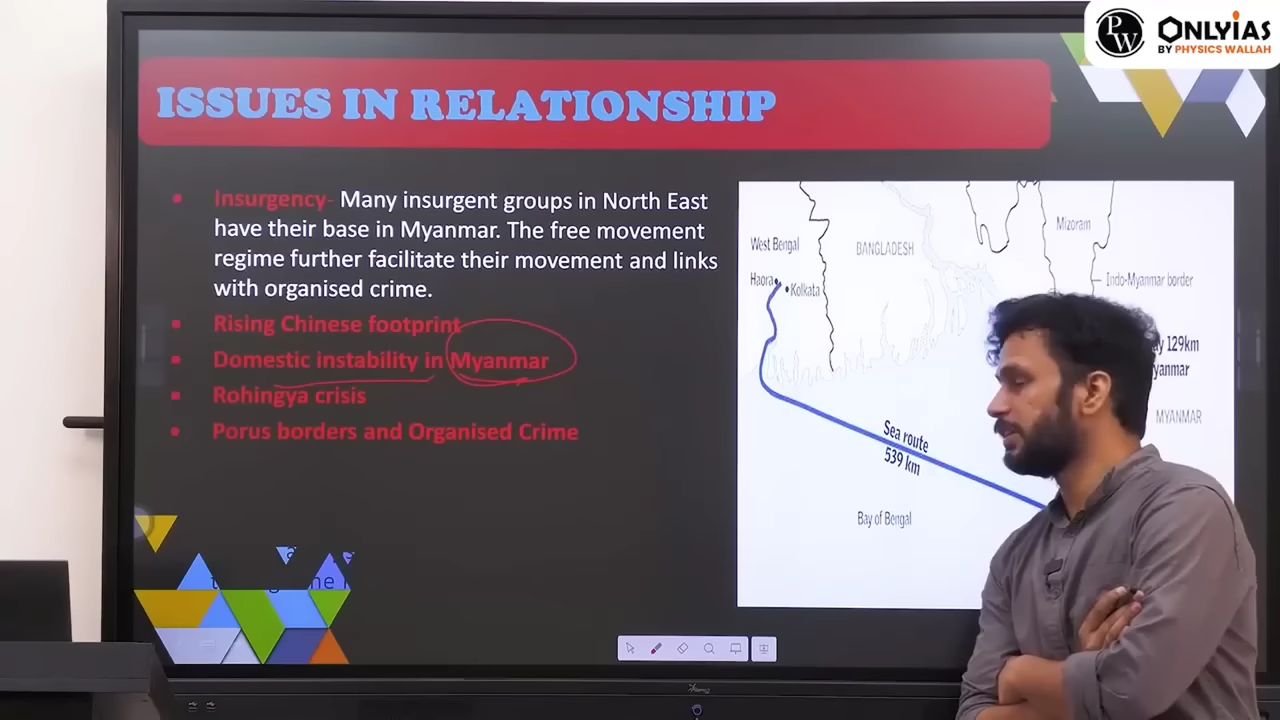 PW
ONLYIAS
BY PHYSICS WALLAH
ISSUES IN RELATIONSHIP
Insurgency- Many insurgent groups in North East
have their base in Myanmar. The free movement
regime further facilitate their movement and links
with organised crime.
Rising Chinese footprint
Domestic instability in Myanmar
Rohingya crisis
Porus borders and Organised Crime
West Bengal
BANGLADESH
Mizoram
Haora
Kolkata
Indo-Myanmar border
129km
MYANMAR
Sea route
539 km
Bay of Bengal